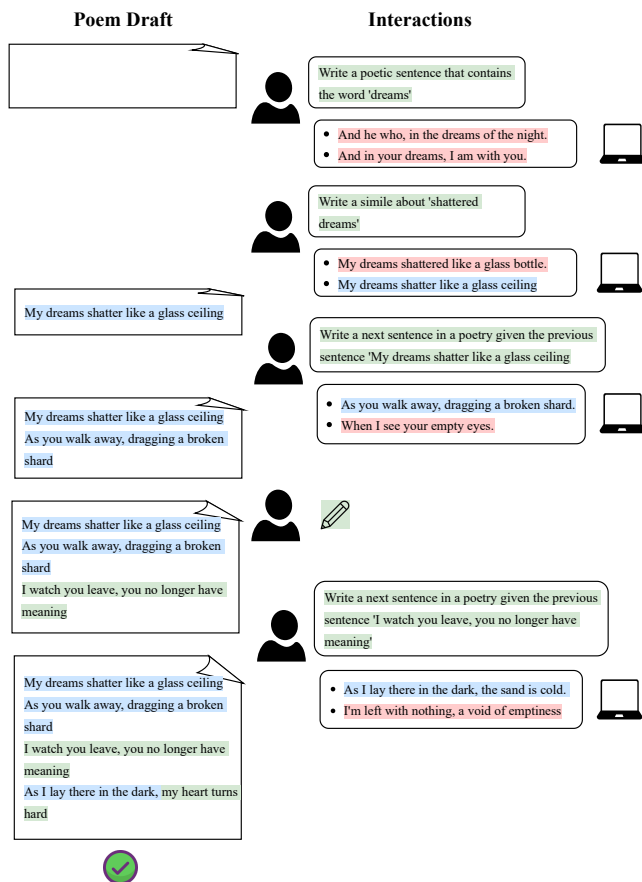 Poem Draft
Interactions
Write a poetic sentence that contains
the word 'dreams'
And he who, in the dreams of the night.
And in your dreams, I am with you.
Write a simile about 'shattered
dreams'
My dreams shattered like a glass bottle.
My dreams shatter like a glass ceiling
My dreams shatter like a glass ceiling
Write a next sentence in a poetry given the previous
sentence 'My dreams shatter like a glass ceiling
As you walk away, dragging a broken shard.
When I see your empty eyes.
My dreams shatter like a glass ceiling
As you walk away, dragging a broken
shard
My dreams shatter like a glass ceiling
As you walk away, dragging a broken
shard
I watch you leave, you no longer have
meaning
Write a next sentence in a poetry given the previous
sentence 'I watch you leave, you no longer have
meaning'
As I lay there in the dark, the sand is cold.
I'm left with nothing, a void of emptiness
My dreams shatter like a glass ceiling
As you walk away, dragging a broken
shard
I watch you leave, you no longer have
meaning
As I lay there in the dark, my heart turns
hard